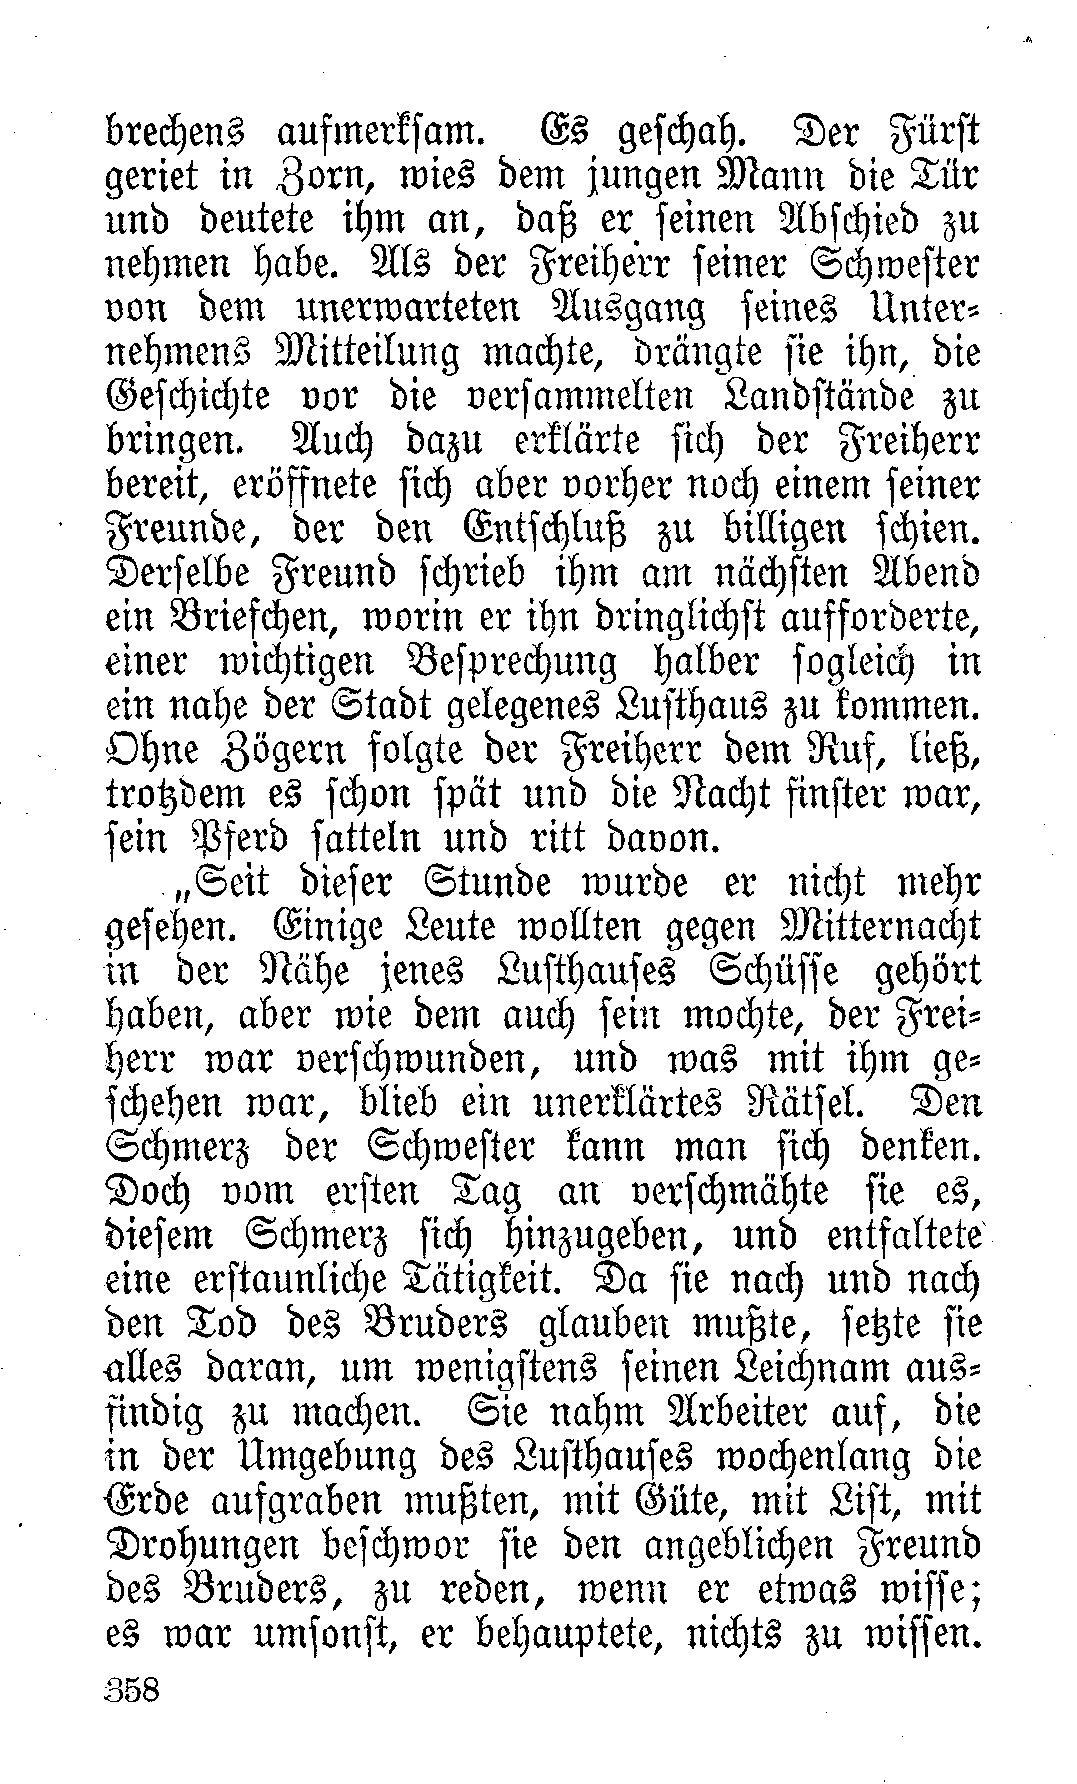 brechens aufmerksam. Es geschah. Der Fürst
geriet in Zorn, wies dem jungen Mann die Tür
und deutete ihm an, daß er seinen Abschied zu
nehmen habe. Als der Freiherr seiner Schwester
von dem unerwarteten Ausgang seines Unter-
nehmens Mitteilung machte, drängte sie ihn, die
Geschichte vor die versammelten Landstände zu
bringen. Auch dazu erklärte sich der Freiherr
bereit, eröffnete sich aber vorher noch einem seiner
Freunde, der den Entschluß zu billigen schien.
Derselbe Freund schrieb ihm am nächsten Abend
ein Briefchen, worin er ihn dringlichst aufforderte,
einer wichtigen Besprechung halber sogleich in
ein nahe der Stadt gelegenes Lusthaus zu kommen.
Ohne Zögern folgte der Freiherr dem Ruf, ließ,
trotzdem es schon spät und die Nacht finster war,
sein Pferd satteln und ritt davon.
„Seit dieser Stunde wurde er nicht mehr
gesehen. Einige Leute wollten gegen Mitternacht
in der Nähe jenes Lusthauses Schüsse gehört
haben, aber wie dem auch sein mochte, der Frei-
herr war verschwunden, und was mit ihm ge-
schehen war, blieb ein unerklärtes Rätsel. Den
Schmerz der Schwester kann man sich denken.
Doch vom ersten Tag an verschmähte sie es,
diesem Schmerz sich hinzugeben, und entfaltete
eine erstaunliche Tätigkeit. Da sie nach und nach
den Tod des Bruders glauben mußte, setzte sie
alles daran, um wenigstens seinen Leichnam aus-
findig zu machen. Sie nahm Arbeiter auf, die
in der Umgebung des Lusthauses wochenlang die
Erde aufgraben mußten, mit Güte, mit List, mit
Drohungen beschwor sie den angeblichen Freund
des Bruders, zu reden, wenn er etwas wisse;
es war umsonst, er behauptete, nichts zu wissen.
358